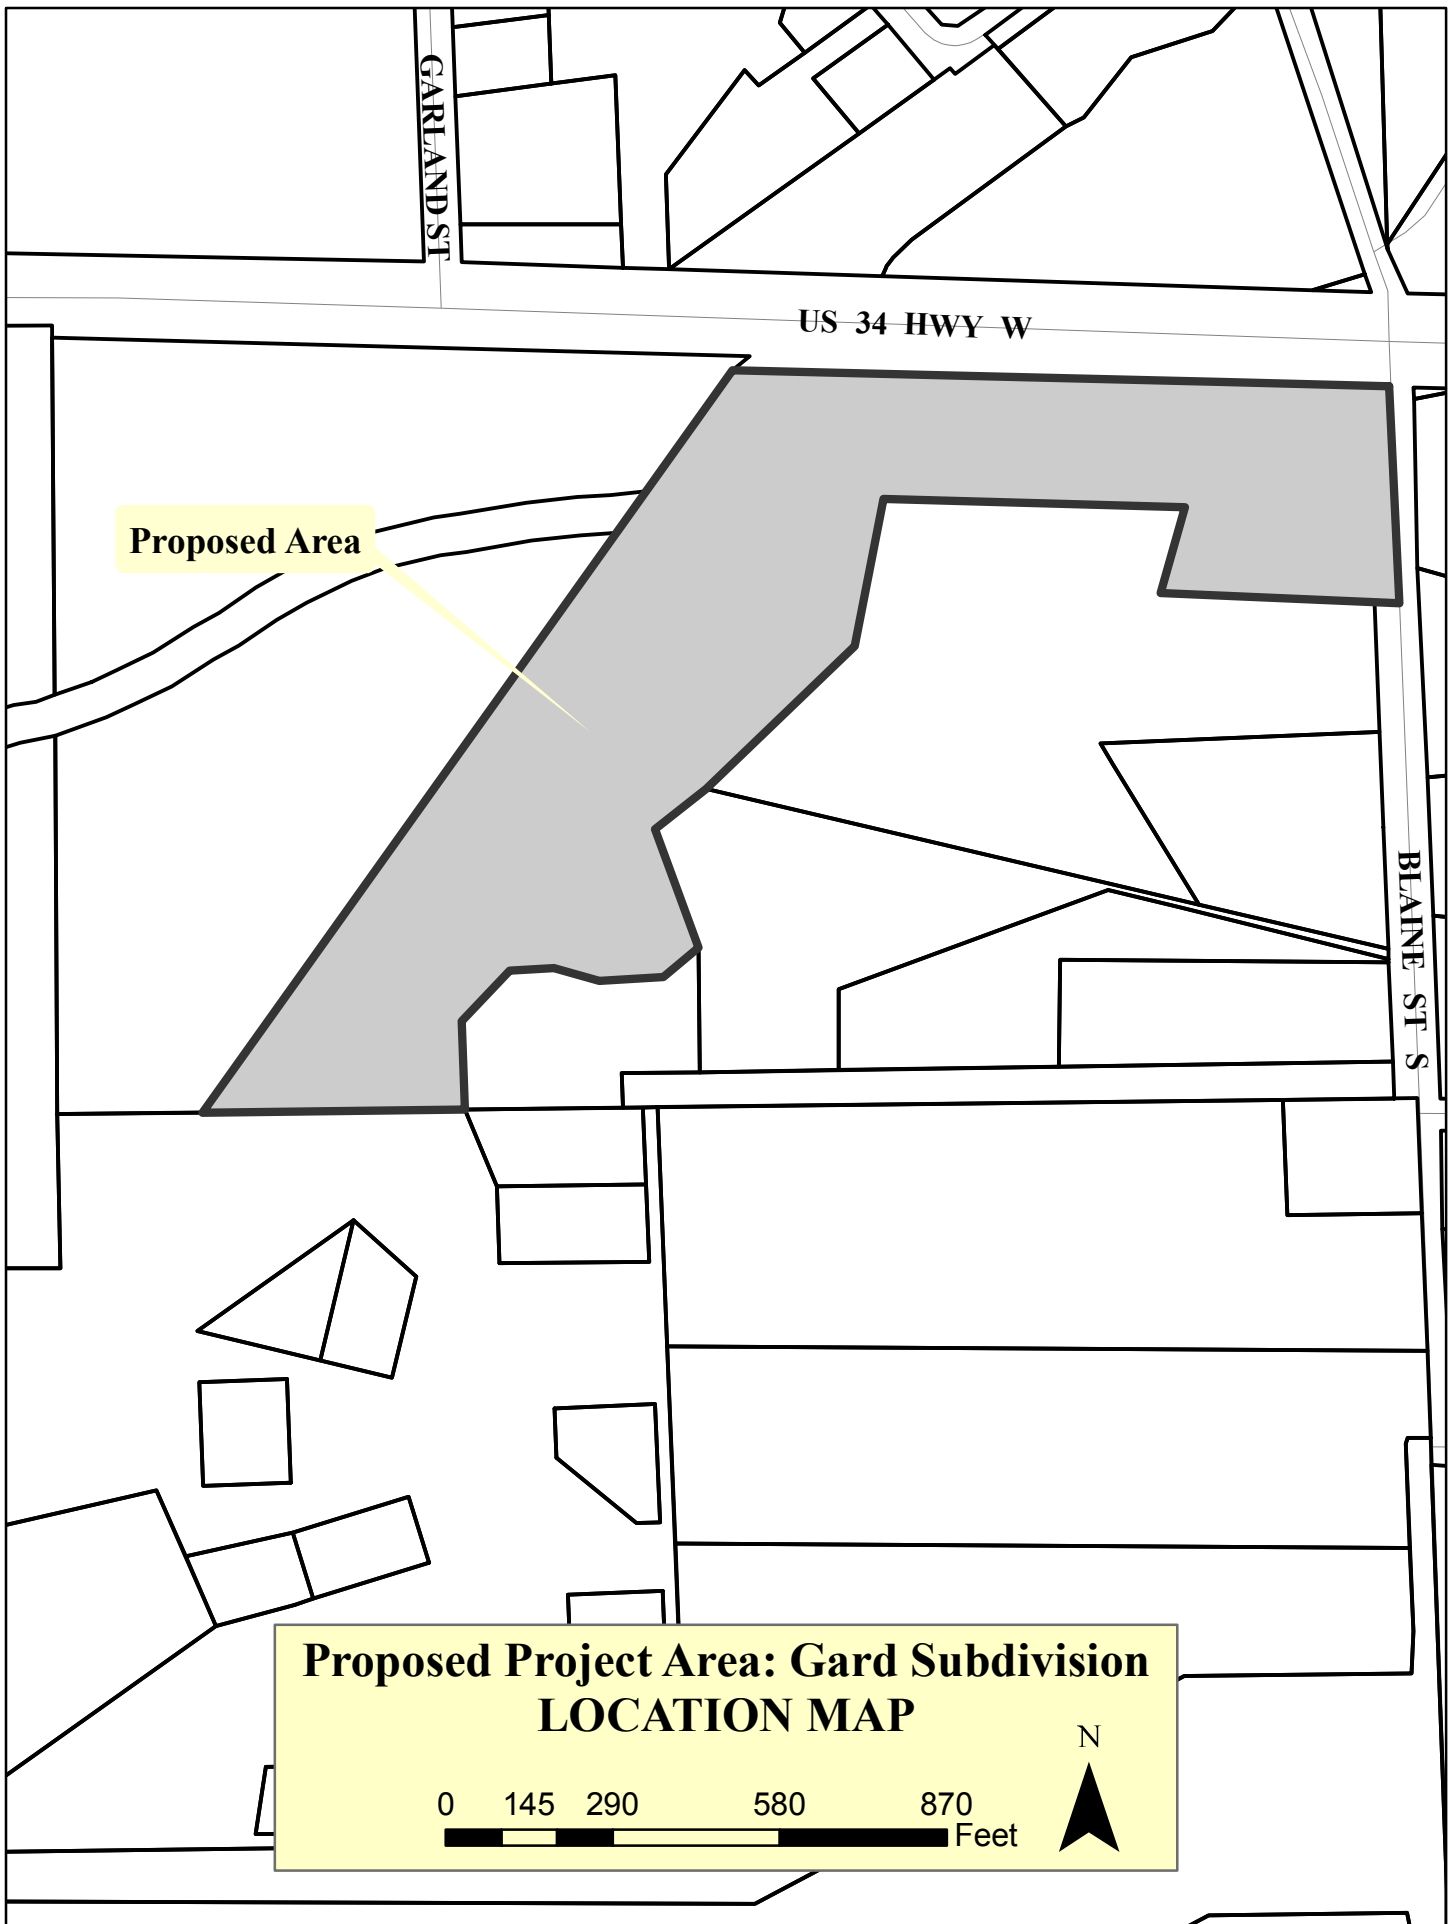 GARLAND ST
US 34 HWY W
Proposed Area
BLAINE ST S
Proposed Project Area: Gard Subdivision
LOCATION MAP
N
0 145 290 580 870
Feet